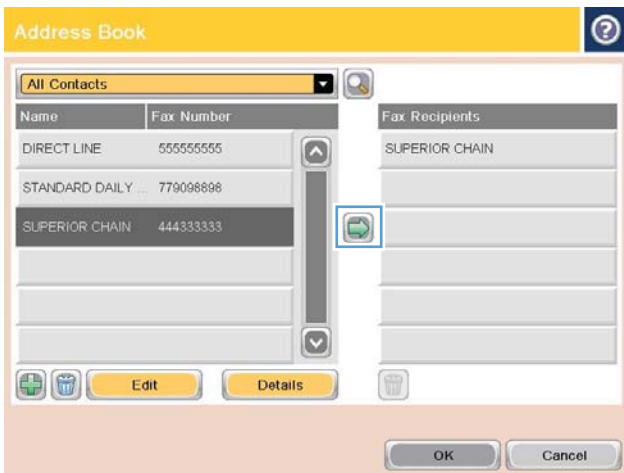 Address Book
?
All Contacts
Name Fax Number Fax Recipients
DIRECT LINE 555555555 SUPERIOR CHAIN
STANDARD DAILY ... 779098898
SUPERIOR CHAIN 444333333
Edit Details
OK Cancel